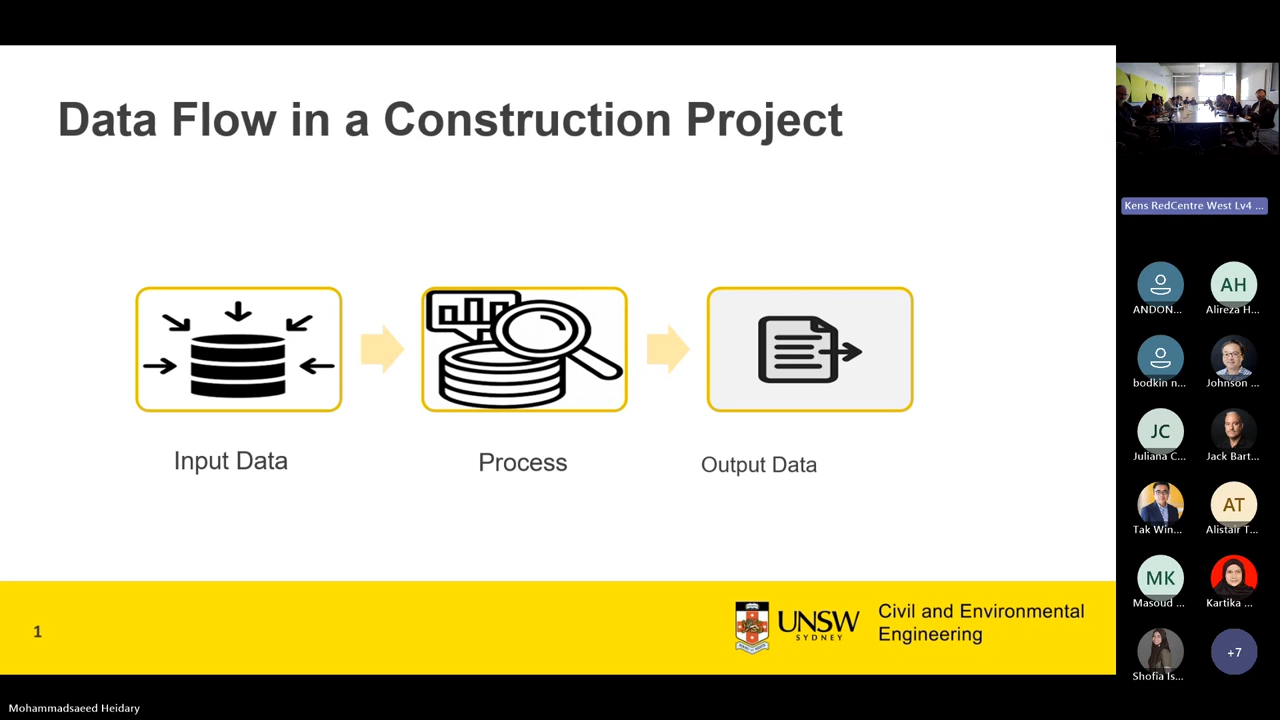 Data Flow in a Construction Project
Input Data
Process
Output Data
1
UNSW
SYDNEY
Civil and Environmental
Engineering
Kens RedCentre West Lv4 ...
ANDON...
AH
Alireza H...
bodkin n...
Johnson ...
JC
Juliana C...
Jack Bart...
Tak Win...
AT
Alistair T...
MK
Masoud ...
Kartika ...
Shofia Is...
+7
Mohammadsaeed Heidary